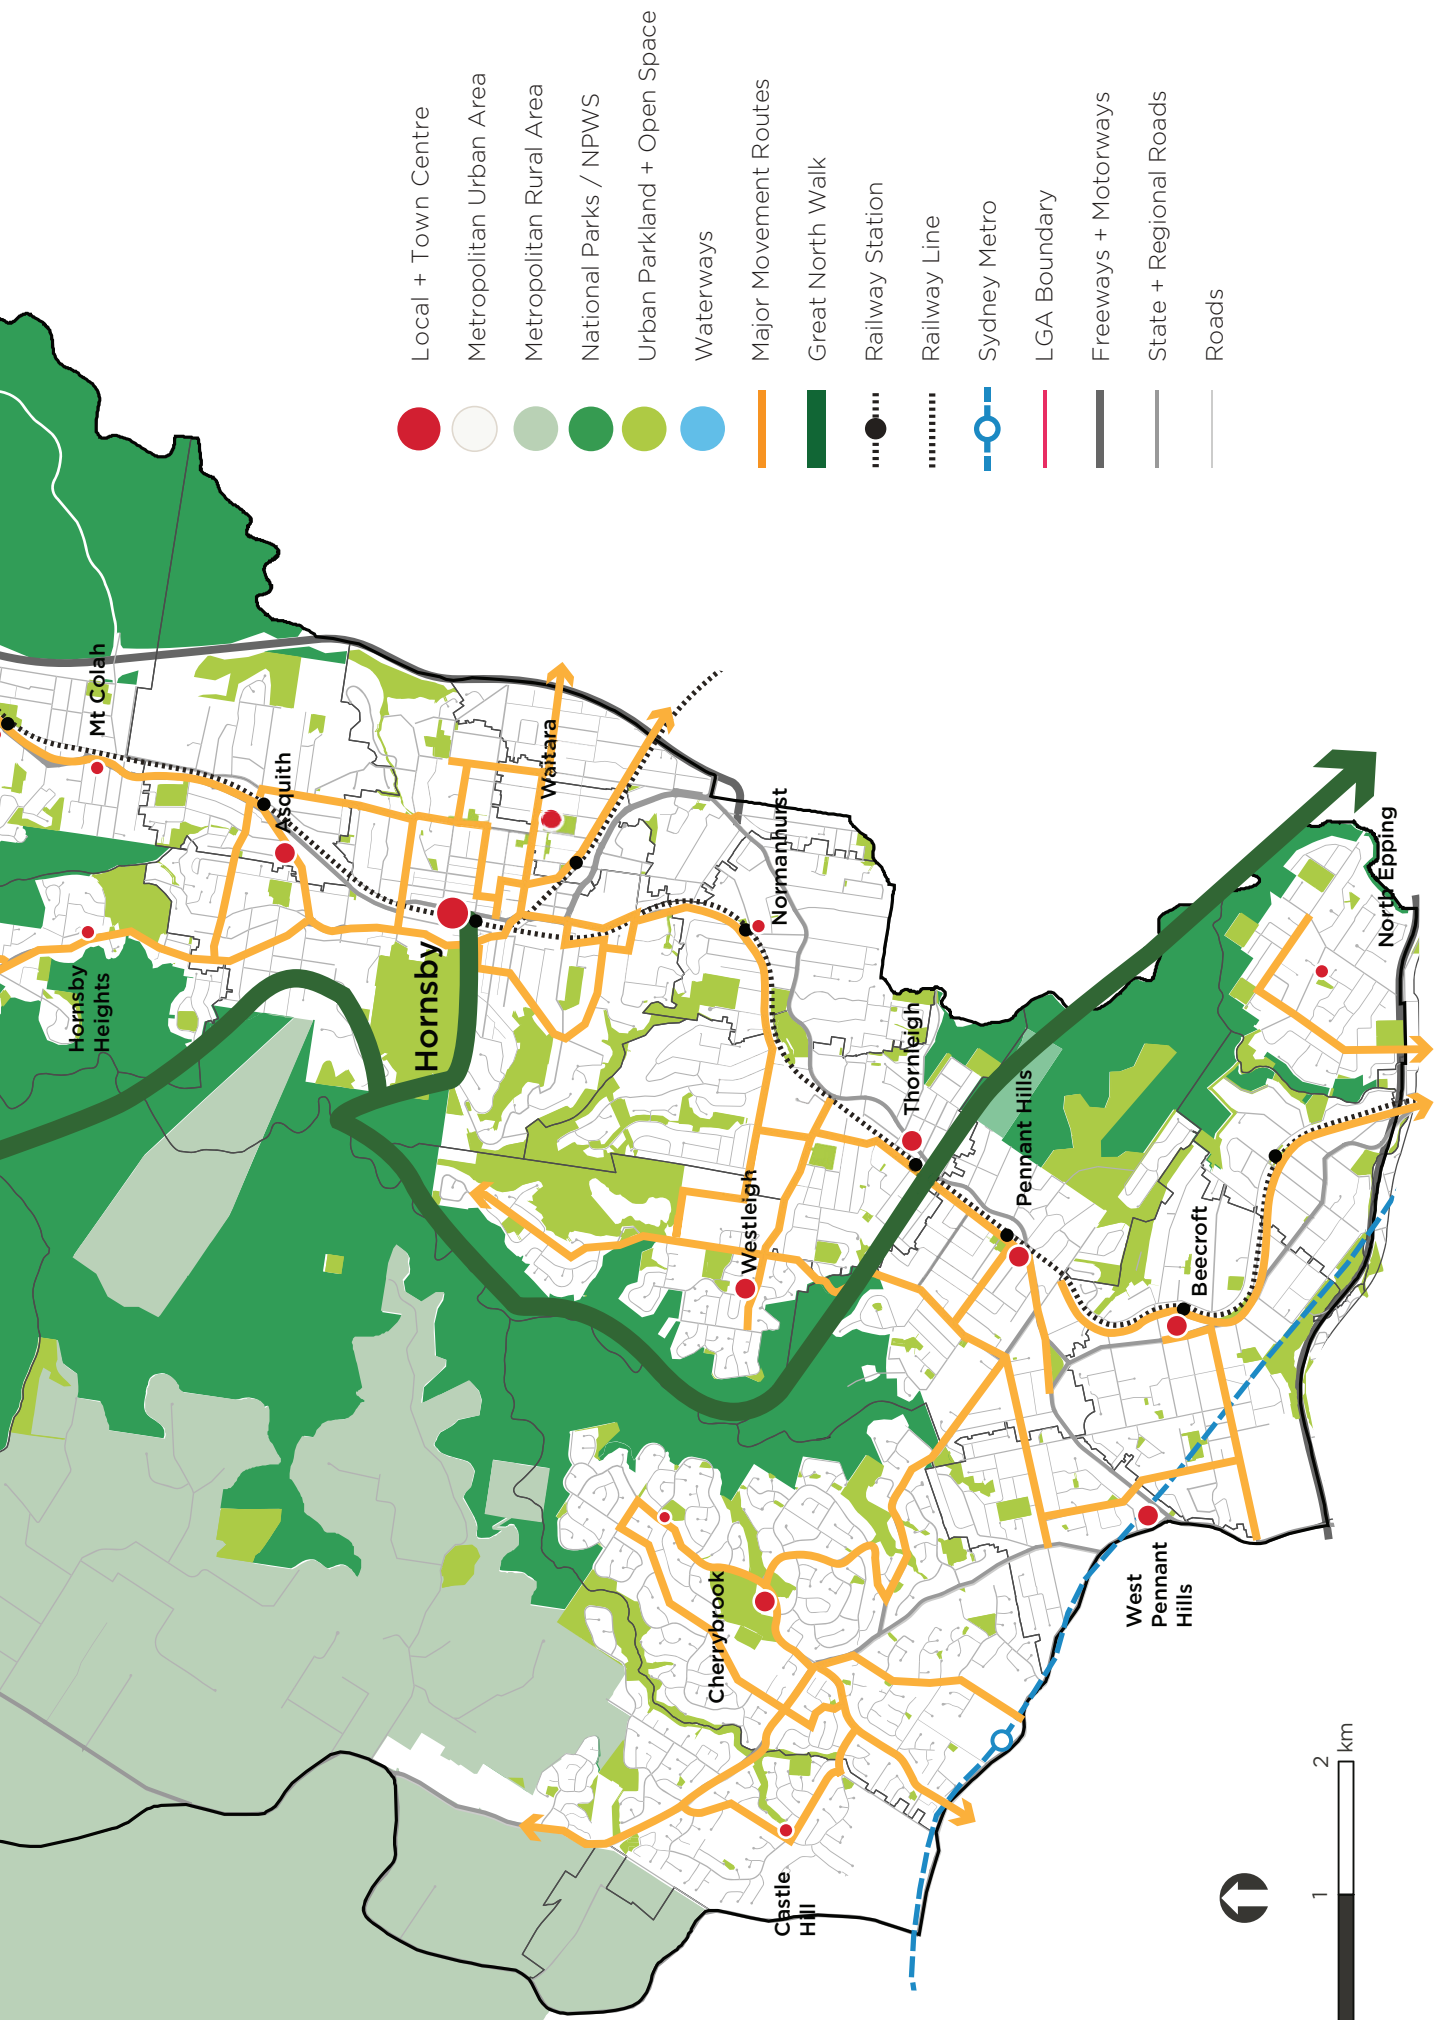 Mt Colah
Hornsby
Heights
Asquith
Hornsby
Waitara
Normanhurst
Westleigh
Thornleigh
Pennant Hills
Cherrybrook
Castle
Hill
Beecroft
West
Pennant
Hills
North Epping
Local + Town Centre
Metropolitan Urban Area
Metropolitan Rural Area
National Parks / NPWS
Urban Parkland + Open Space
Waterways
Major Movement Routes
Great North Walk
Railway Station
Railway Line
Sydney Metro
LGA Boundary
Freeways + Motorways
State + Regional Roads
Roads
1
2
km